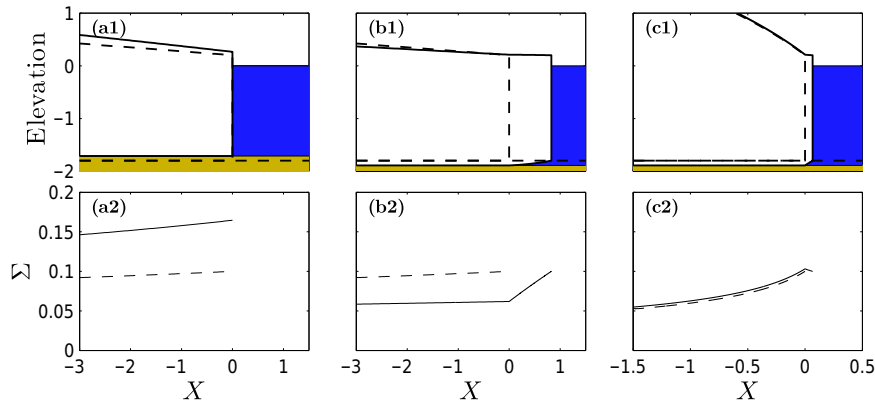 (a1) (b1) (c1)
Elevation
1
0
−1
−2
(a2) (b2) (c2)
Σ
0.2
0.15
0.1
0.05
0
−3 −2 −1 0 1
−3 −2 −1 0 1
−1.5 −1 −0.5 0 0.5
X X X